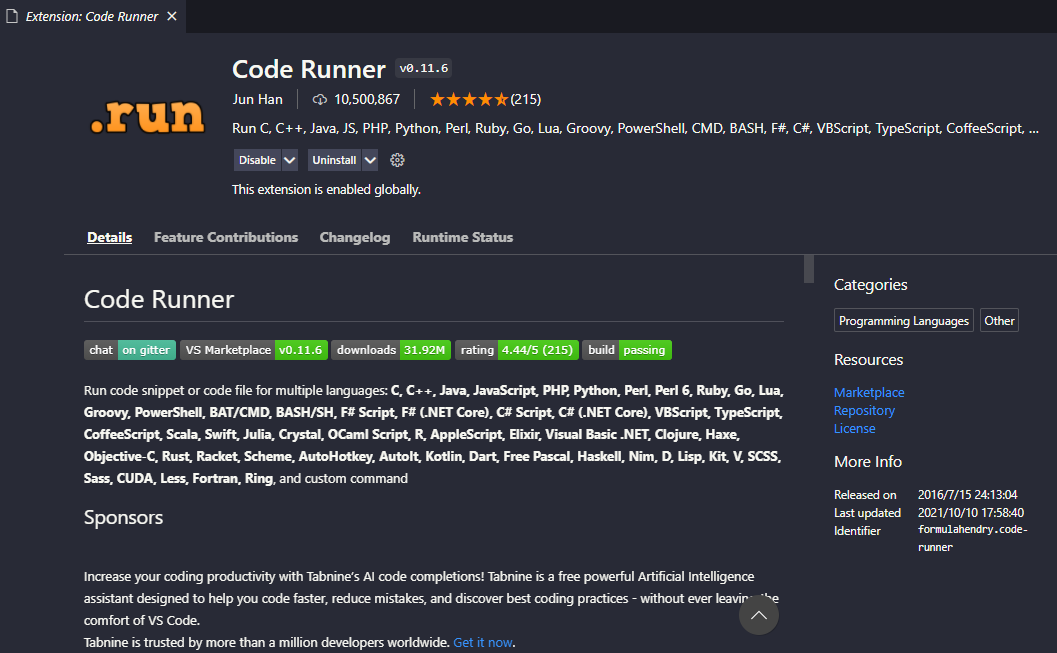 Extension: Code Runner
Code Runner v0.11.6
.run
Jun Han 10,500,867 (215)
Run C, C++, Java, JS, PHP, Python, Perl, Ruby, Go, Lua, Groovy, PowerShell, CMD, BASH, F#, C#, VBScript, TypeScript, CoffeeScript, ...
Disable Uninstall
This extension is enabled globally.
Details Feature Contributions Changelog Runtime Status
Code Runner
chat on gitter VS Marketplace v0.11.6 downloads 31.92M rating 4.44/5 (215) build passing
Run code snippet or code file for multiple languages: C, C++, Java, JavaScript, PHP, Python, Perl, Perl 6, Ruby, Go, Lua,
Groovy, PowerShell, BAT/CMD, BASH/SH, F# Script, F# (.NET Core), C# Script, C# (.NET Core), VBScript, TypeScript,
CoffeeScript, Scala, Swift, Julia, Crystal, OCaml Script, R, AppleScript, Elixir, Visual Basic .NET, Clojure, Haxe,
Objective-C, Rust, Racket, Scheme, AutoHotkey, AutoIt, Kotlin, Dart, Free Pascal, Haskell, Nim, D, Lisp, Kit, V, SCSS,
Sass, CUDA, Less, Fortran, Ring, and custom command
Sponsors
Increase your coding productivity with Tabnine's AI code completions! Tabnine is a free powerful Artificial Intelligence
assistant designed to help you code faster, reduce mistakes, and discover best coding practices - without ever leaving the
comfort of VS Code.
Tabnine is trusted by more than a million developers worldwide. Get it now.
Categories
Programming Languages Other
Resources
Marketplace
Repository
License
More Info
Released on 2016/7/15 24:13:04
Last updated 2021/10/10 17:58:40
Identifier formulahendry.code-
runner